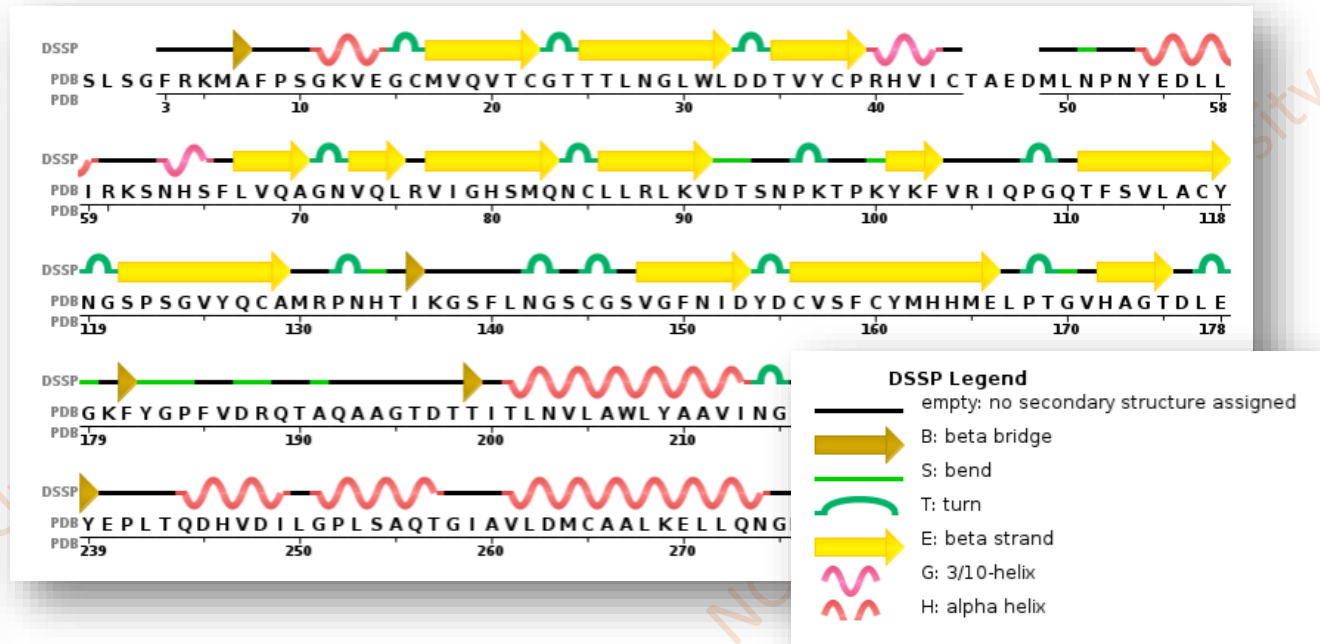 DSSP
PDB S L S G F R K M A F P S G K V E G C M V Q V T C G T T T L N G L W L D D T V Y C P R H V I C T A E D M L N P N Y E D L L
PDB 3 10 20 30 40 50 58
DSSP
PDB I R K S N H S F L V Q A G N V Q L R V I G H S M Q N C L L R L K V D T S N P K T P K Y K F V R I Q P G Q T F S V L A C Y
PDB 59 70 80 90 100 110 118
DSSP
PDB N G S P S G V Y Q C A M R P N H T I K G S F L N G S C G S V G F N I D Y D C V S F C Y M H H M E L P T G V H A G T D L E
PDB 119 130 140 150 160 170 178
DSSP
PDB G K F Y G P F V D R Q T A Q A A G T D T T I T L N V L A W L Y A A V I N G
PDB 179 190 200 210
DSSP
PDB Y E P L T Q D H V D I L G P L S A Q T G I A V L D M C A A L K E L L Q N G
PDB 239 250 260 270
DSSP Legend
empty: no secondary structure assigned
B: beta bridge
S: bend
T: turn
E: beta strand
G: 3/10-helix
H: alpha helix